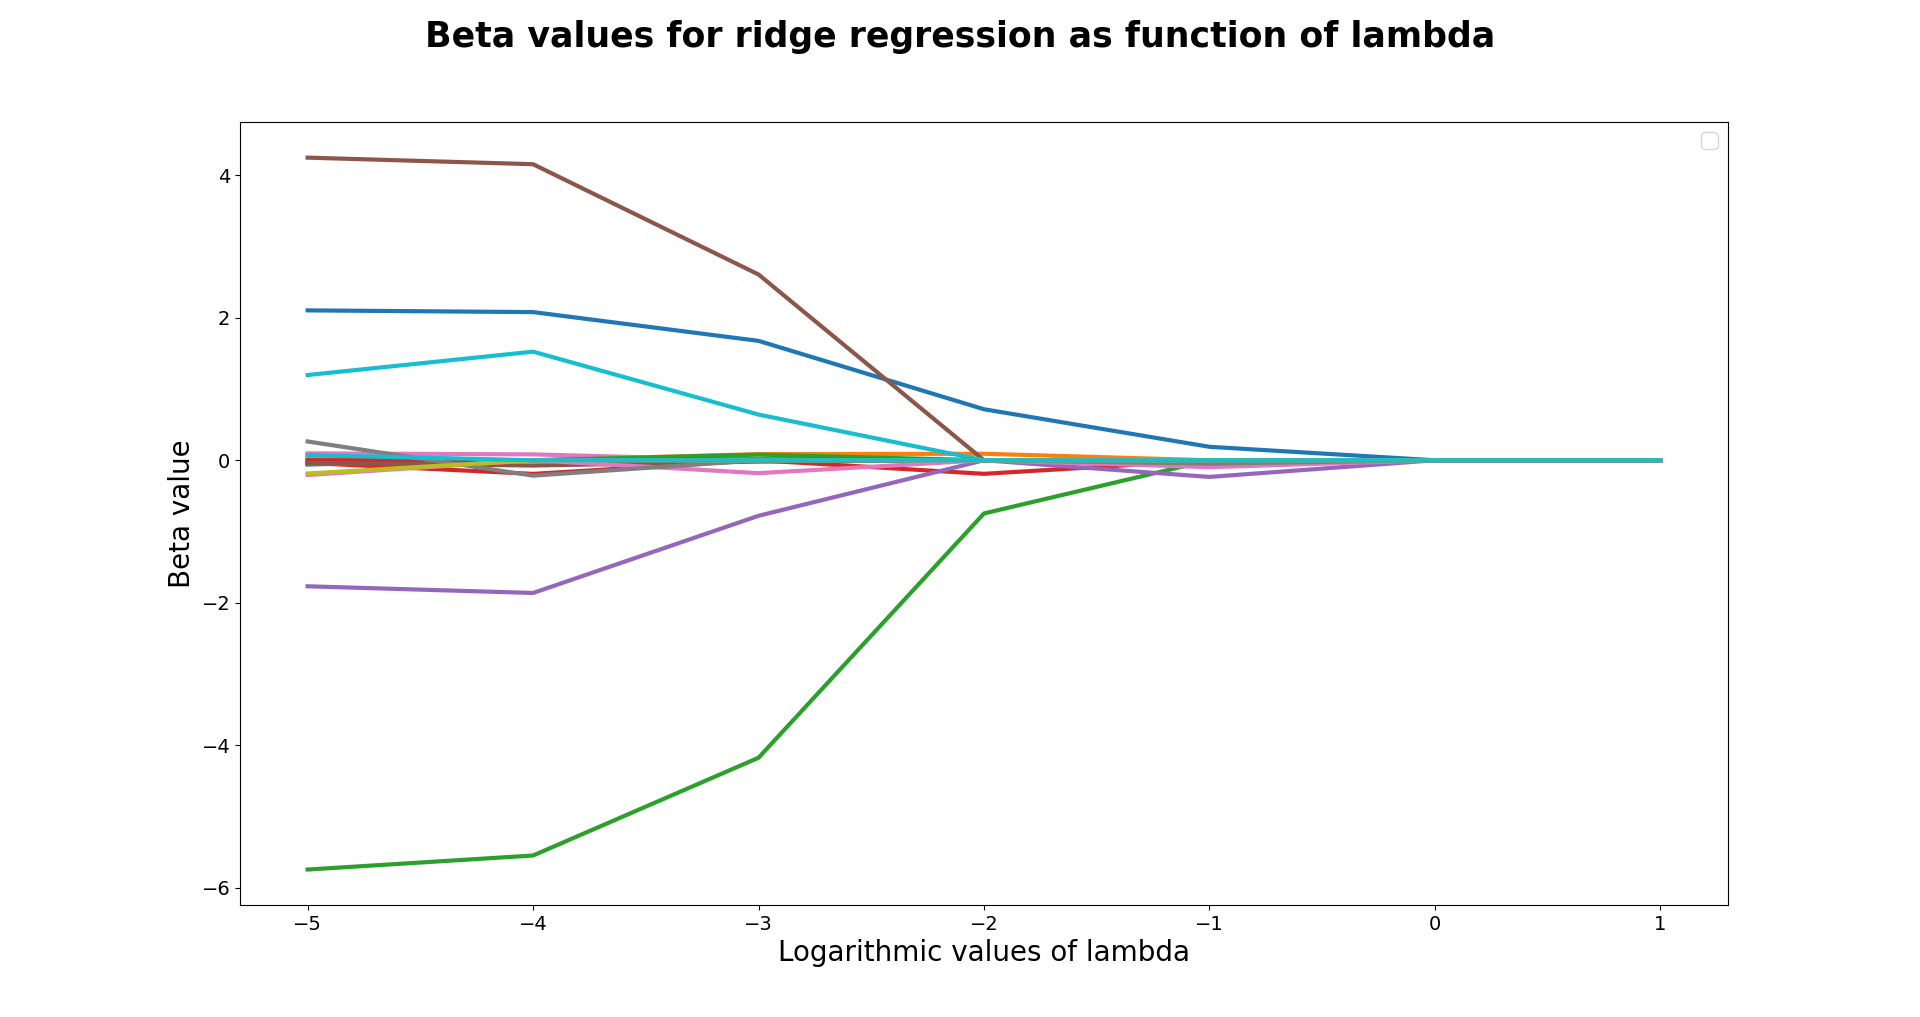 Beta values for ridge regression as function of lambda
4
2
0
−2
−4
−6
Beta value
−5 −4 −3 −2 −1 0 1
Logarithmic values of lambda